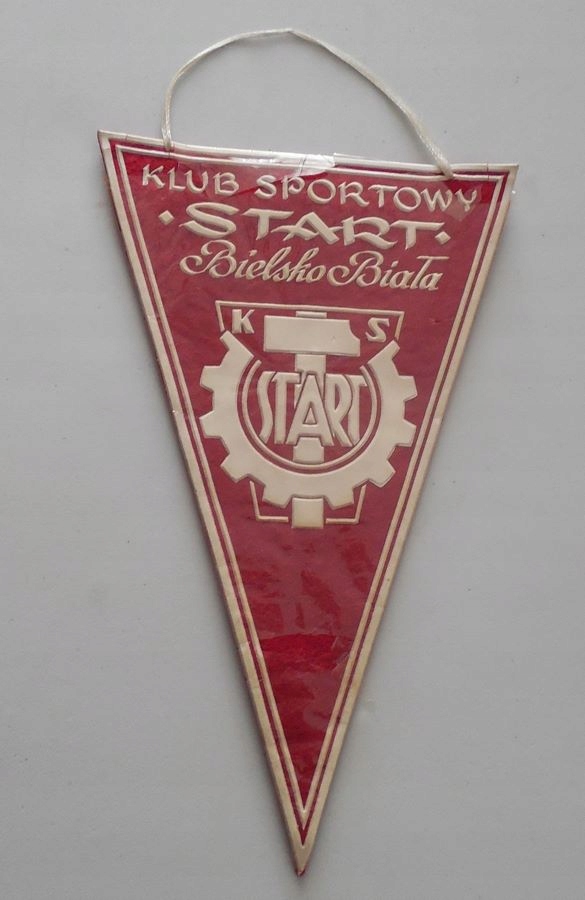 KLUB SPORTOWY
·START·
Bielsko Biała
K S
START